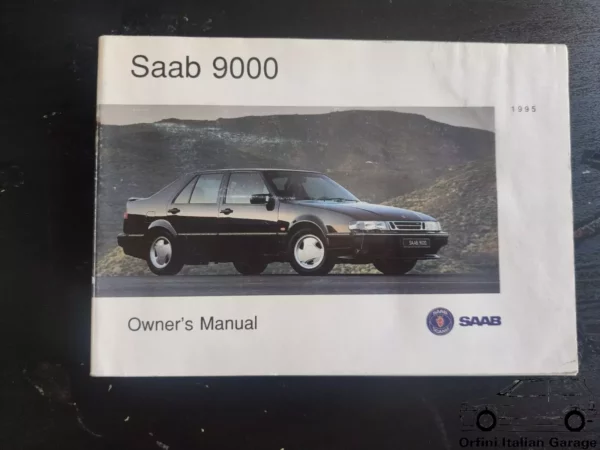 Saab 9000
1995
SAAB 9000
Owner's Manual
SAAB
Orfini Italian Garage